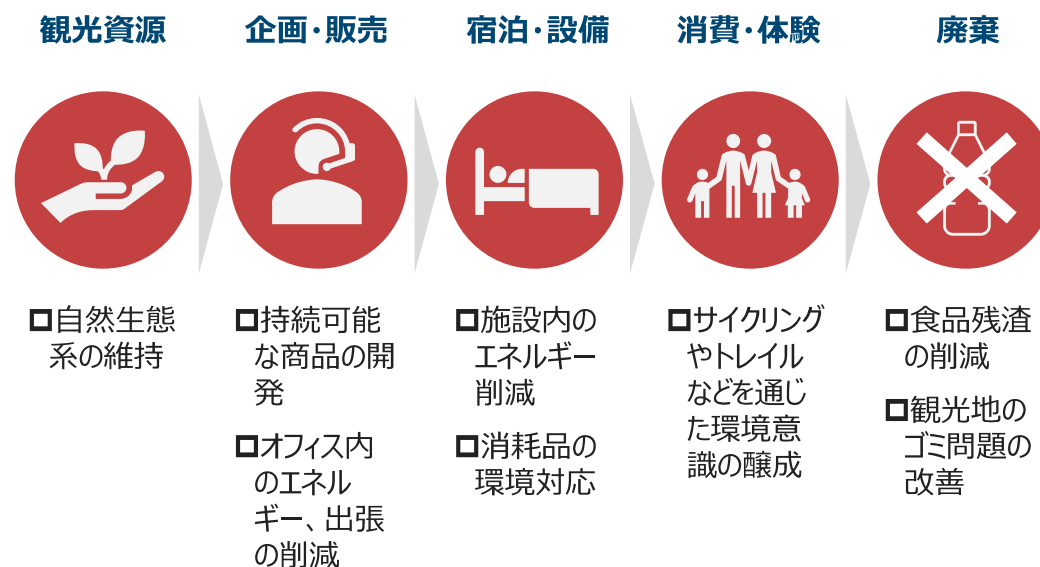 観光資源
企画・販売
宿泊・設備
消費・体験
廃棄
自然生態
系の維持
持続可能
な商品の開
発
オフィス内
のエネル
ギー、出張
の削減
施設内の
エネルギー
削減
消耗品の
環境対応
サイクリング
やトレイル
などを通じ
た環境意
識の醸成
食品残渣
の削減
観光地の
ゴミ問題の
改善